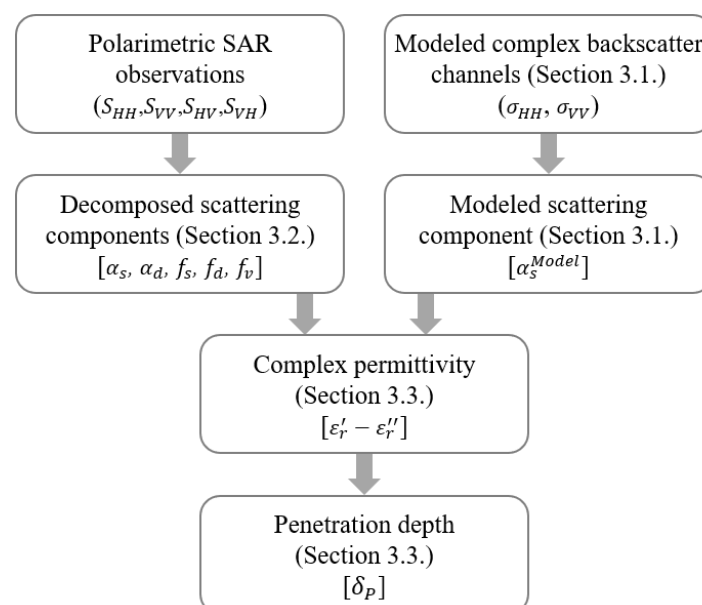 Polarimetric SAR
observations
(S_HH,S_VV,S_HV,S_VH)
Modeled complex backscatter
channels (Section 3.1.)
(σ_HH, σ_VV)
Decomposed scattering
components (Section 3.2.)
[α_s, α_d, f_s, f_d, f_v]
Modeled scattering
component (Section 3.1.)
[α_s^Model]
Complex permittivity
(Section 3.3.)
[ε_r′ − ε_r″]
Penetration depth
(Section 3.3.)
[δ_P]